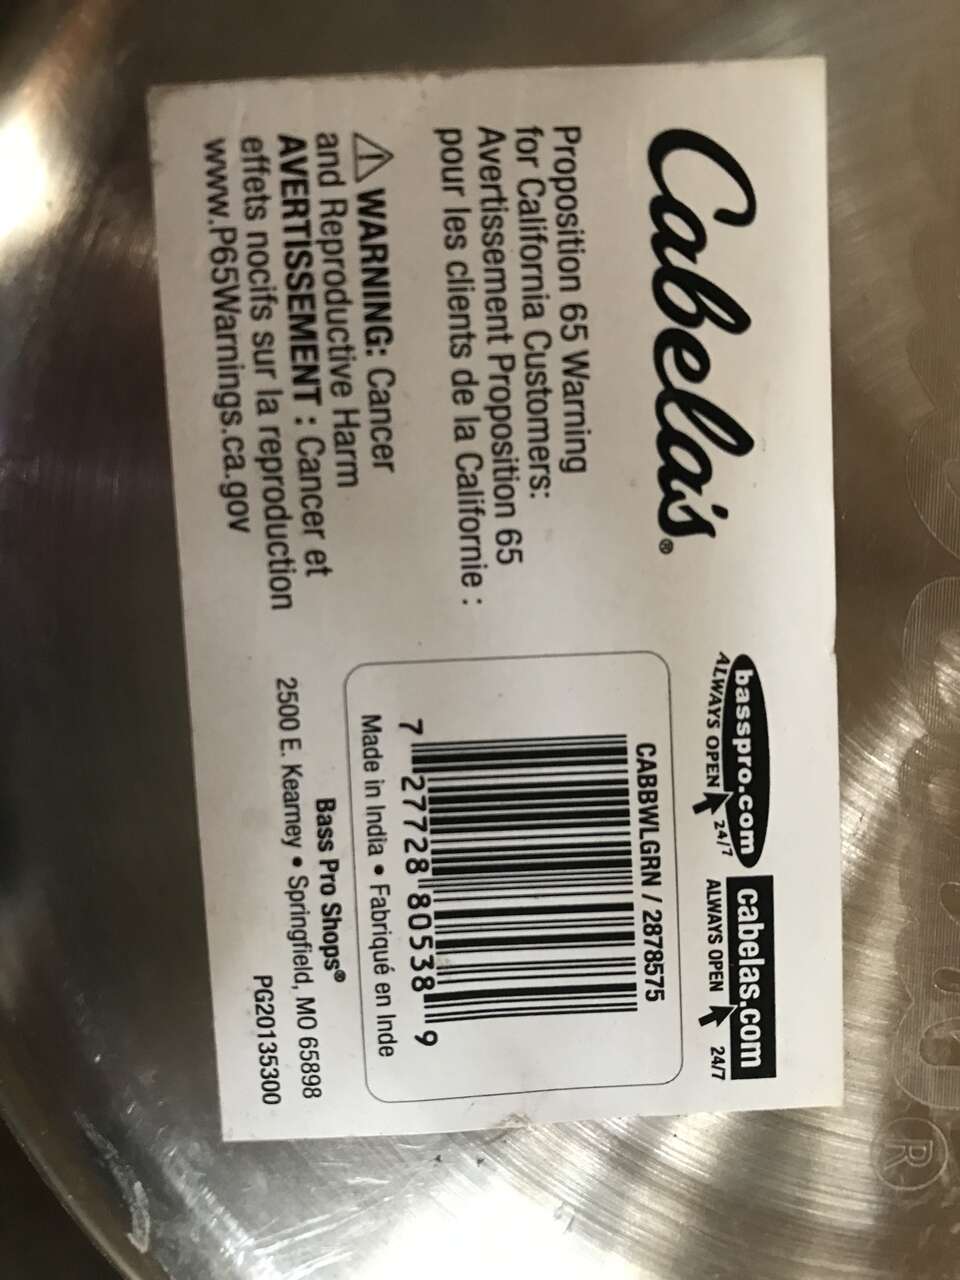 Cabela's®
Proposition 65 Warning
for California Customers:
Avertissement Proposition 65
pour les clients de la Californie :
⚠ WARNING: Cancer
and Reproductive Harm
AVERTISSEMENT : Cancer et
effets nocifs sur la reproduction
www.P65Warnings.ca.gov
basspro.com
ALWAYS OPEN 24/7
cabelas.com
ALWAYS OPEN 24/7
CABBWLGRN / 2878575
7 27728 80538 9
Made in India • Fabriqué en Inde
Bass Pro Shops®
2500 E. Kearney • Springfield, MO 65898
PG20135300
®